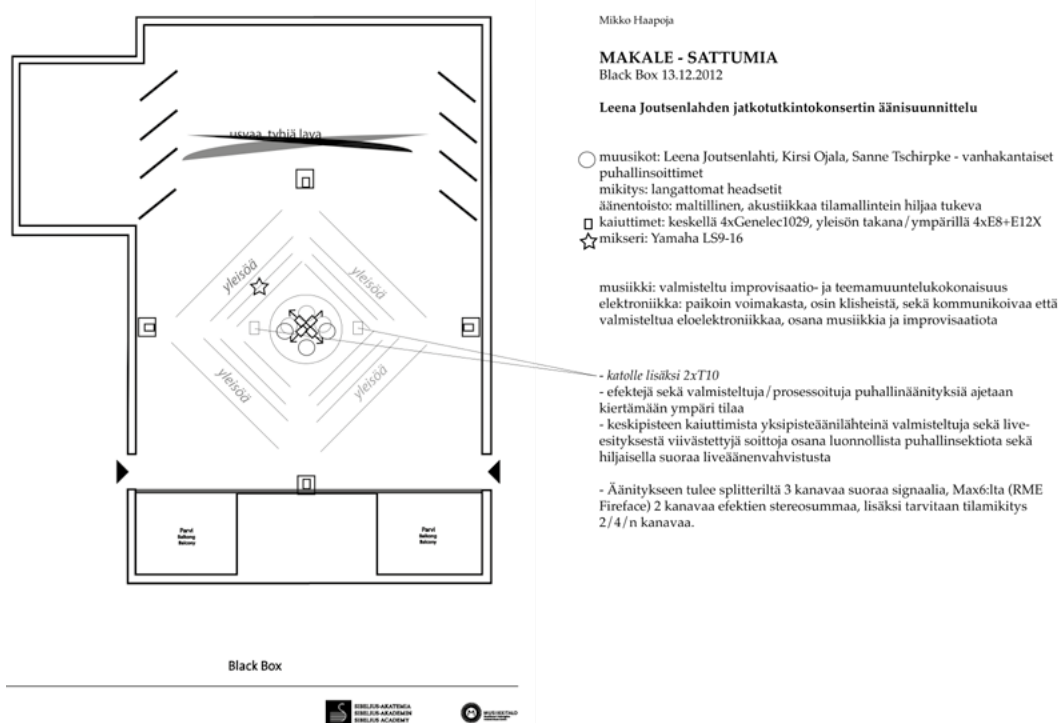 usvaa, tyhjä lava
yleisöä
yleisöä
yleisöä
yleisöä
Parvi
Balkong
Balcony
Parvi
Balkong
Balcony
Black Box
SIBELIUS-AKATEMIA
SIBELIUS-AKADEMIN
SIBELIUS ACADEMY
MUSIIKKITALO
Mikko Haapoja
MAKALE - SATTUMIA
Black Box 13.12.2012
Leena Joutsenlahden jatkotutkintokonsertin äänisuunnittelu
muusikot: Leena Joutsenlahti, Kirsi Ojala, Sanne Tschirpke - vanhakantaiset
puhallinsoittimet
mikitys: langattomat headsetit
äänentoisto: maltillinen, akustiikkaa tilamallintein hiljaa tukeva
kaiuttimet: keskellä 4xGenelec1029, yleisön takana/ympärillä 4xE8+E12X
mikseri: Yamaha LS9-16
musiikki: valmisteltu improvisaatio- ja teemamuuntelukokonaisuus
elektroniikka: paikoin voimakasta, osin klisheistä, sekä kommunikoivaa että
valmisteltua eloelektroniikkaa, osana musiikkia ja improvisaatiota
- katolle lisäksi 2xT10
- efektejä sekä valmisteltuja/prosessoituja puhallinäänityksiä ajetaan
kiertämään ympäri tilaa
- keskipisteen kaiuttimista yksipisteäänilähteinä valmisteltuja sekä live-
esityksestä viivästettyjä soittoja osana luonnollista puhallinsektiota sekä
hiljaisella suoraa liveäänenvahvistusta
- Äänitykseen tulee splitteriltä 3 kanavaa suoraa signaalia, Max6:lta (RME
Fireface) 2 kanavaa efektien stereosummaa, lisäksi tarvitaan tilamikitys
2/4/n kanavaa.